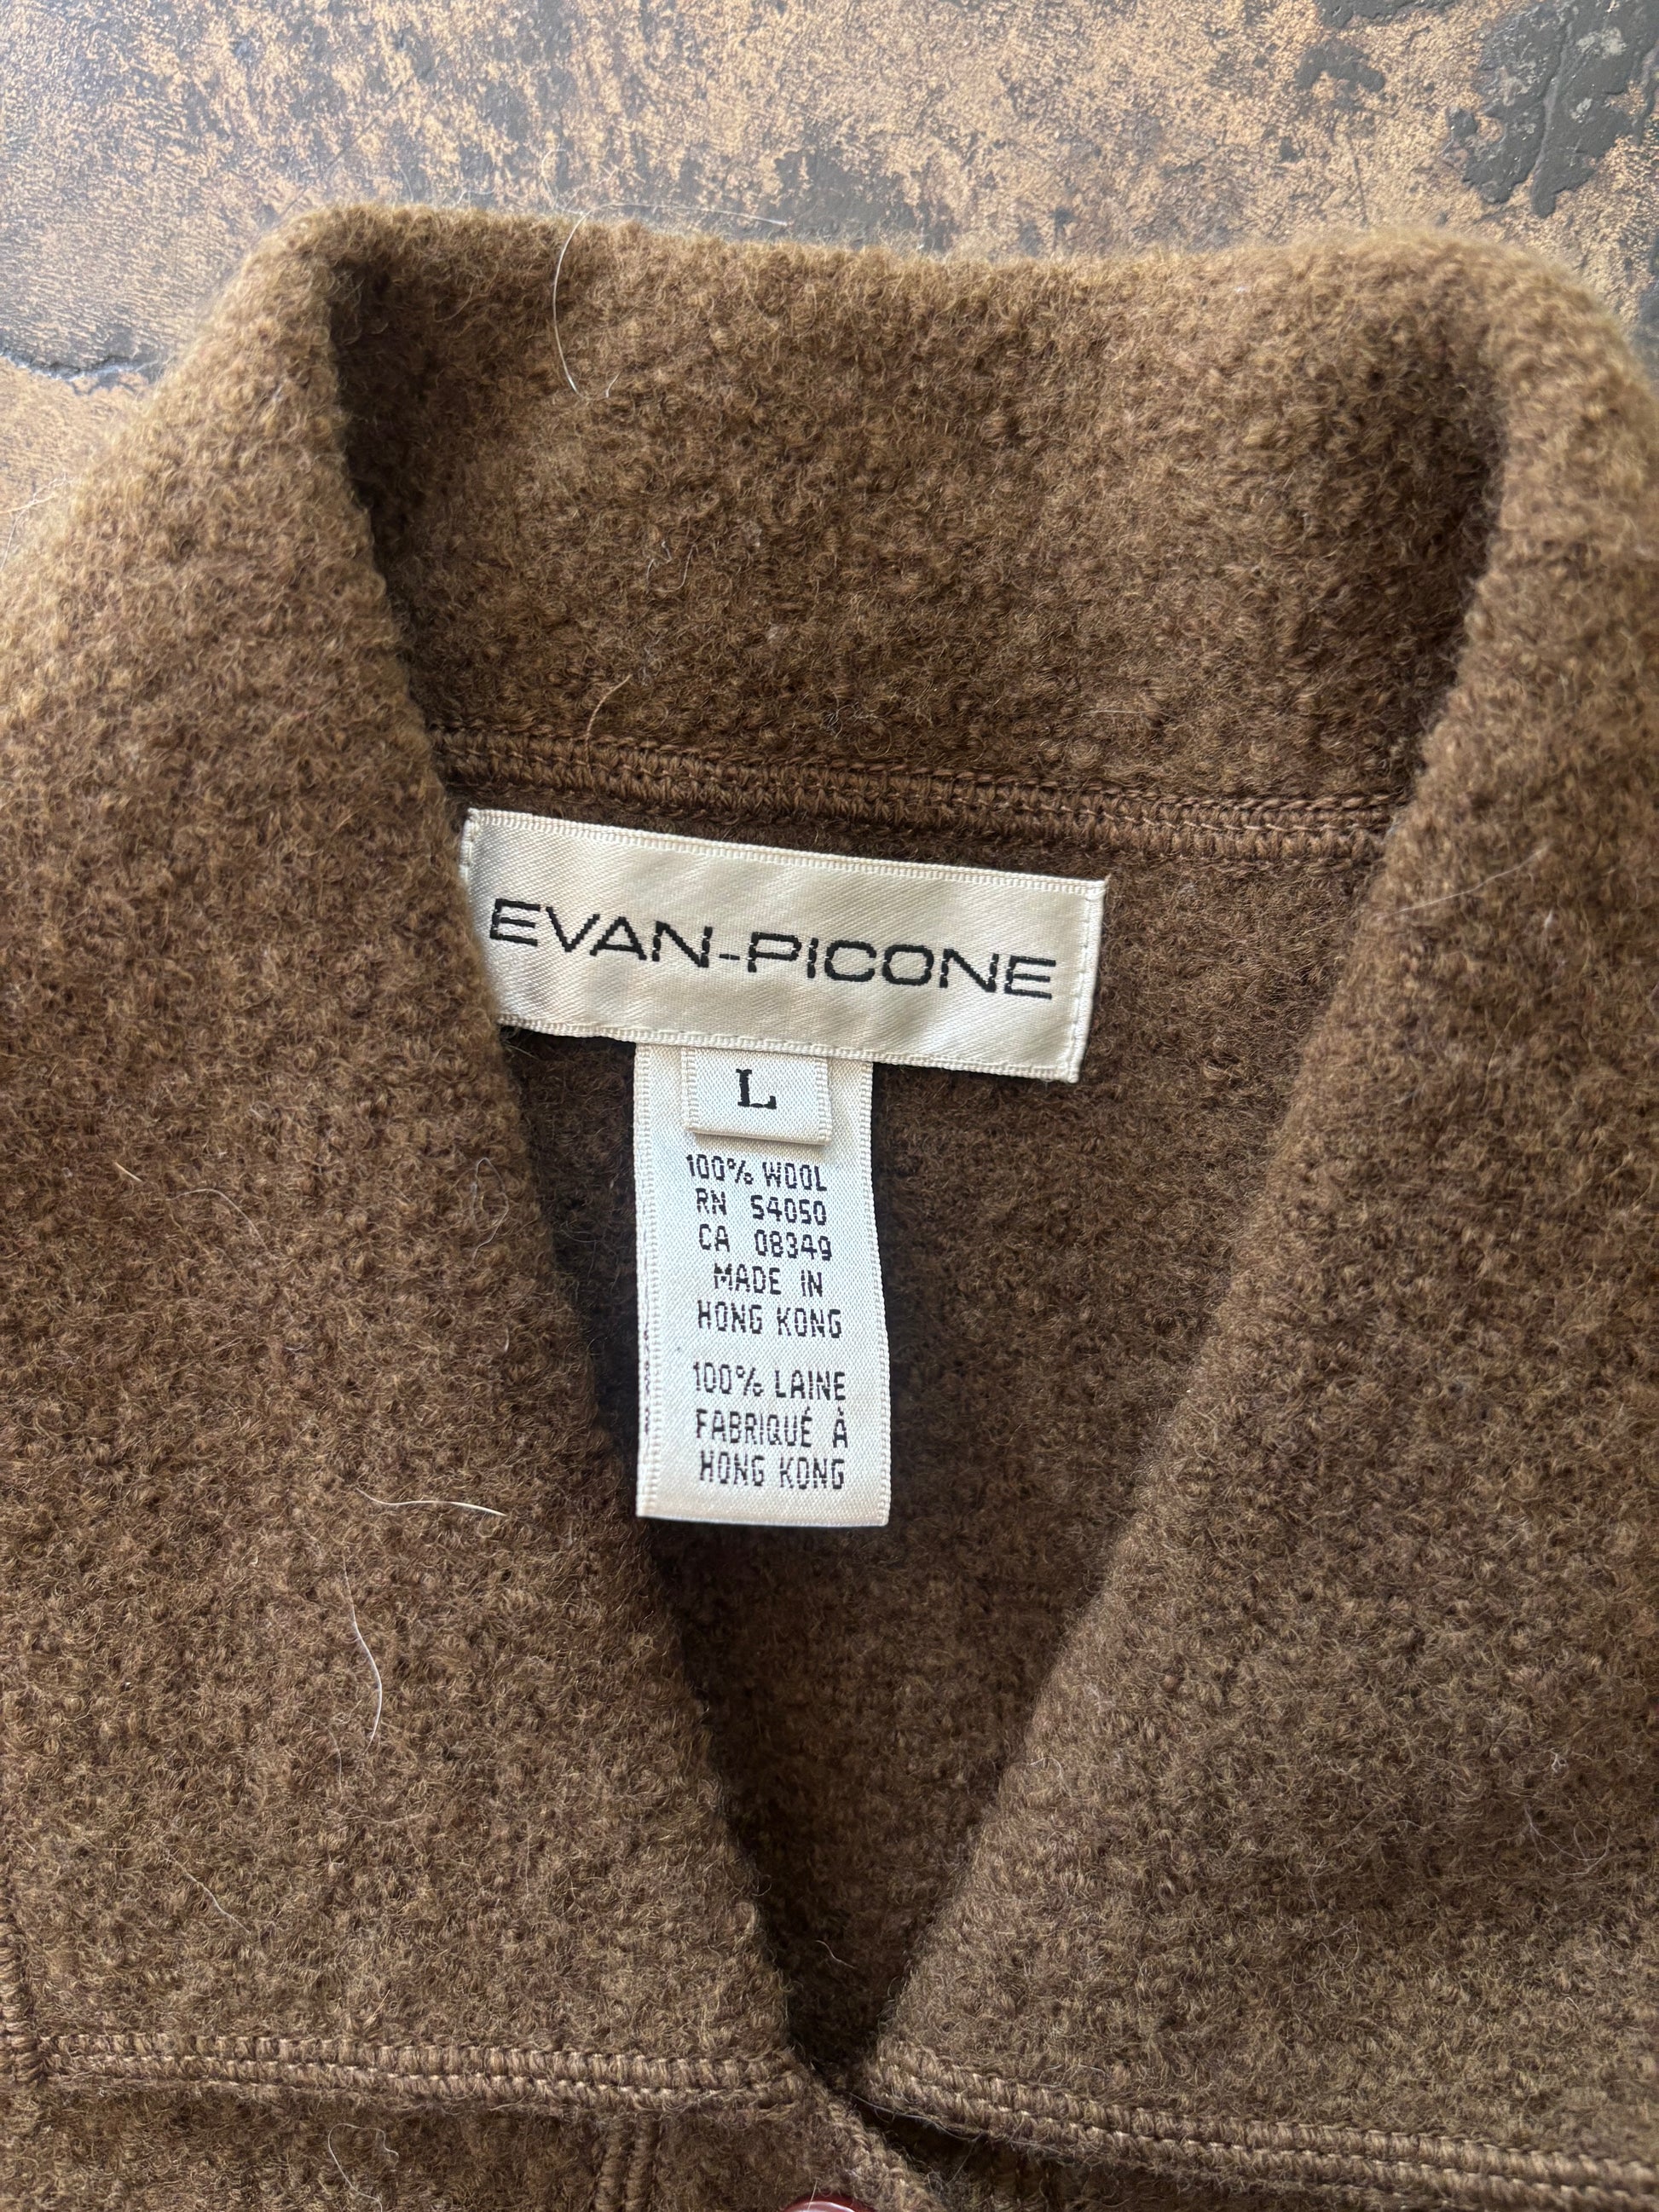 EVAN-PICONE
L
100% WOOL
RN 54050
CA 08349
MADE IN
HONG KONG
100% LAINE
FABRIQUÉ À
HONG KONG